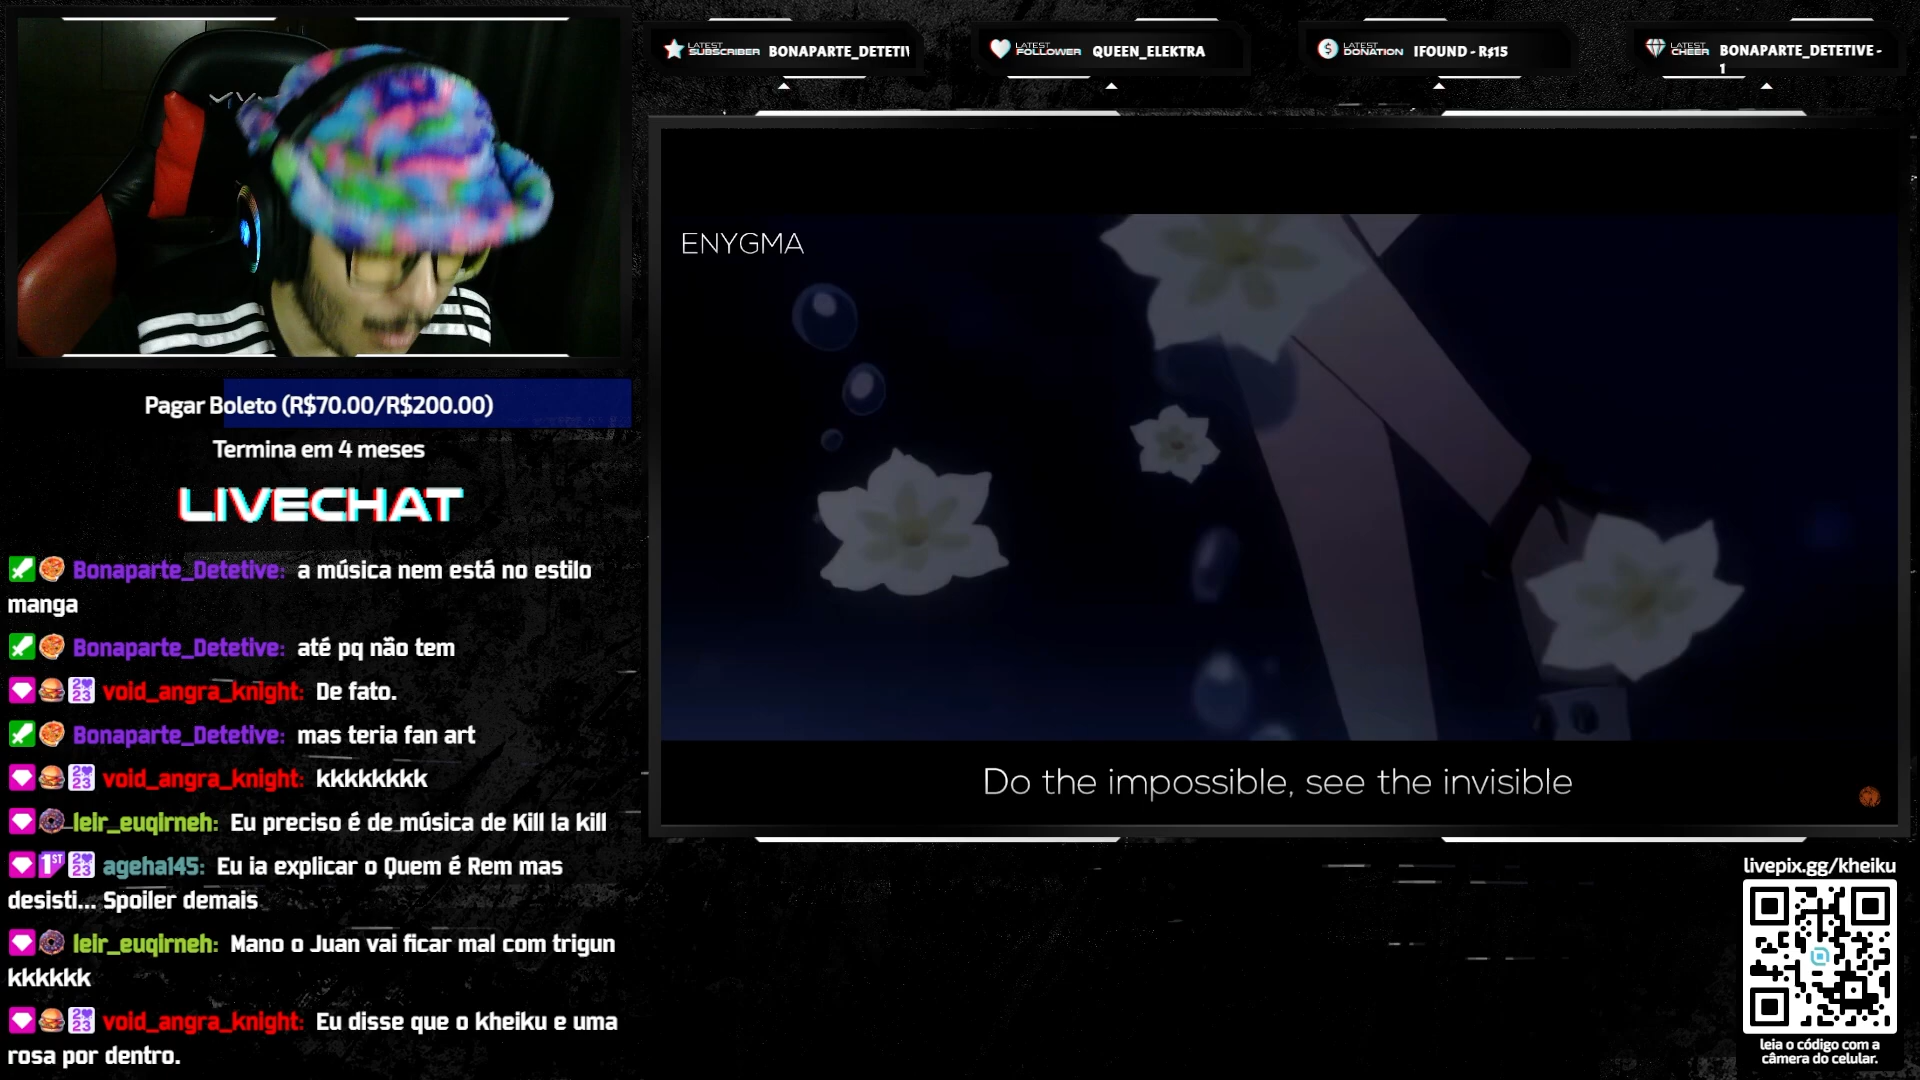 LATEST SUBSCRIBER BONAPARTE_DETETIV
LATEST FOLLOWER QUEEN_ELEKTRA
LATEST DONATION IFOUND - R$15
LATEST CHEER BONAPARTE_DETETIVE -
1
ENYGMA
Do the impossible, see the invisible
Pagar Boleto (R$70.00/R$200.00)
Termina em 4 meses
LIVECHAT
Bonaparte_Detetive: a música nem está no estilo
manga
Bonaparte_Detetive: até pq não tem
void_angra_knight: De fato.
Bonaparte_Detetive: mas teria fan art
void_angra_knight: kkkkkkkk
leir_euqirneh: Eu preciso é de música de Kill la kill
1ST ageha145: Eu ia explicar o Quem é Rem mas
desisti... Spoiler demais
leir_euqirneh: Mano o Juan vai ficar mal com trigun
kkkkkk
void_angra_knight: Eu disse que o kheiku e uma
rosa por dentro.
livepix.gg/kheiku
leia o código com a
câmera do celular.